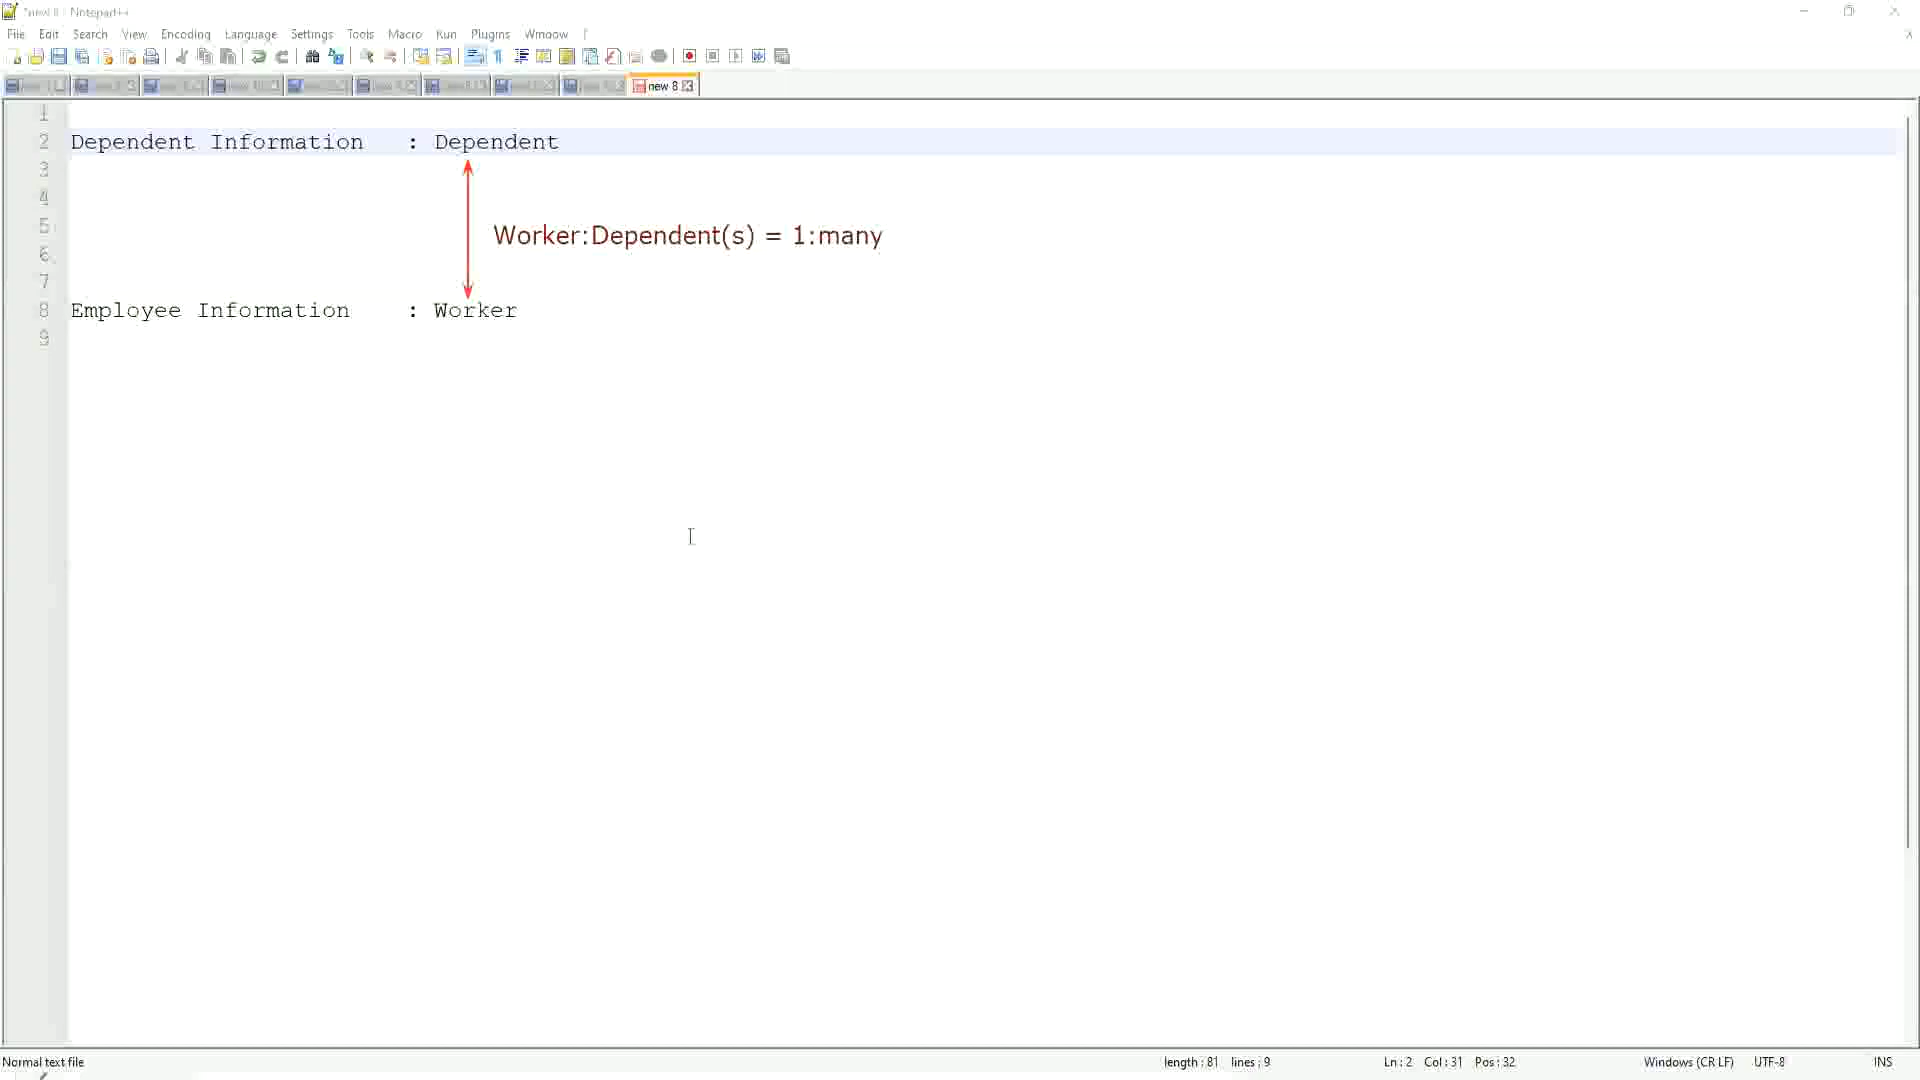 *new 8 - Notepad++
File Edit Search View Encoding Language Settings Tools Macro Run Plugins Window
new 8
1
2 Dependent Information : Dependent
3
4
5 Worker:Dependent(s) = 1:many
6
7
8 Employee Information : Worker
9
Normal text file length : 81 lines : 9 Ln : 2 Col : 31 Pos : 32 Windows (CR LF) UTF-8 INS